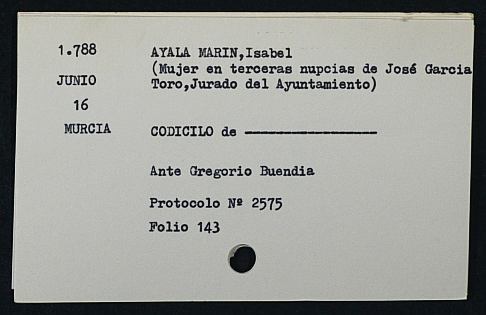 1.788
JUNIO
16
MURCIA
AYALA MARIN,Isabel
(Mujer en terceras nupcias de José Garcia
Toro,Jurado del Ayuntamiento)
CODICILO de -----------------
Ante Gregorio Buendia
Protocolo Nº 2575
Folio 143